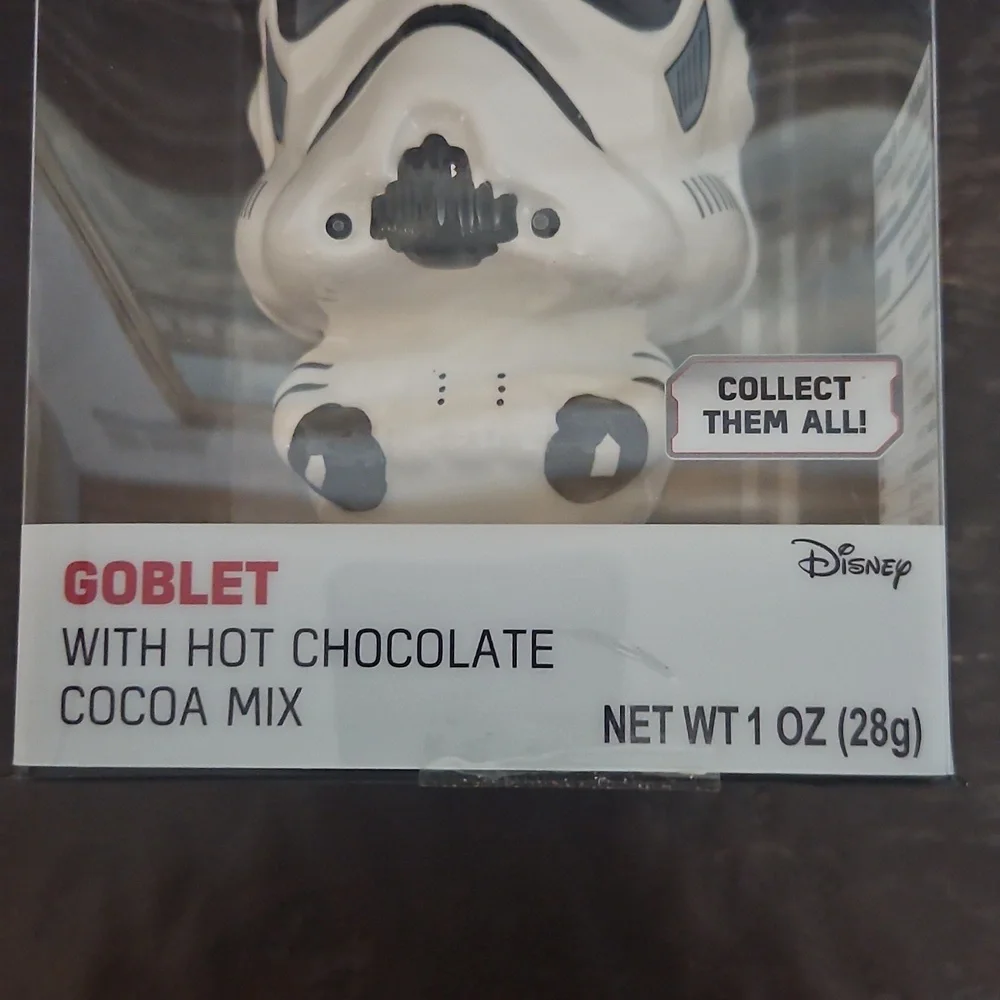 COLLECT
THEM ALL!
Disney
GOBLET
WITH HOT CHOCOLATE
COCOA MIX
NET WT 1 OZ (28g)